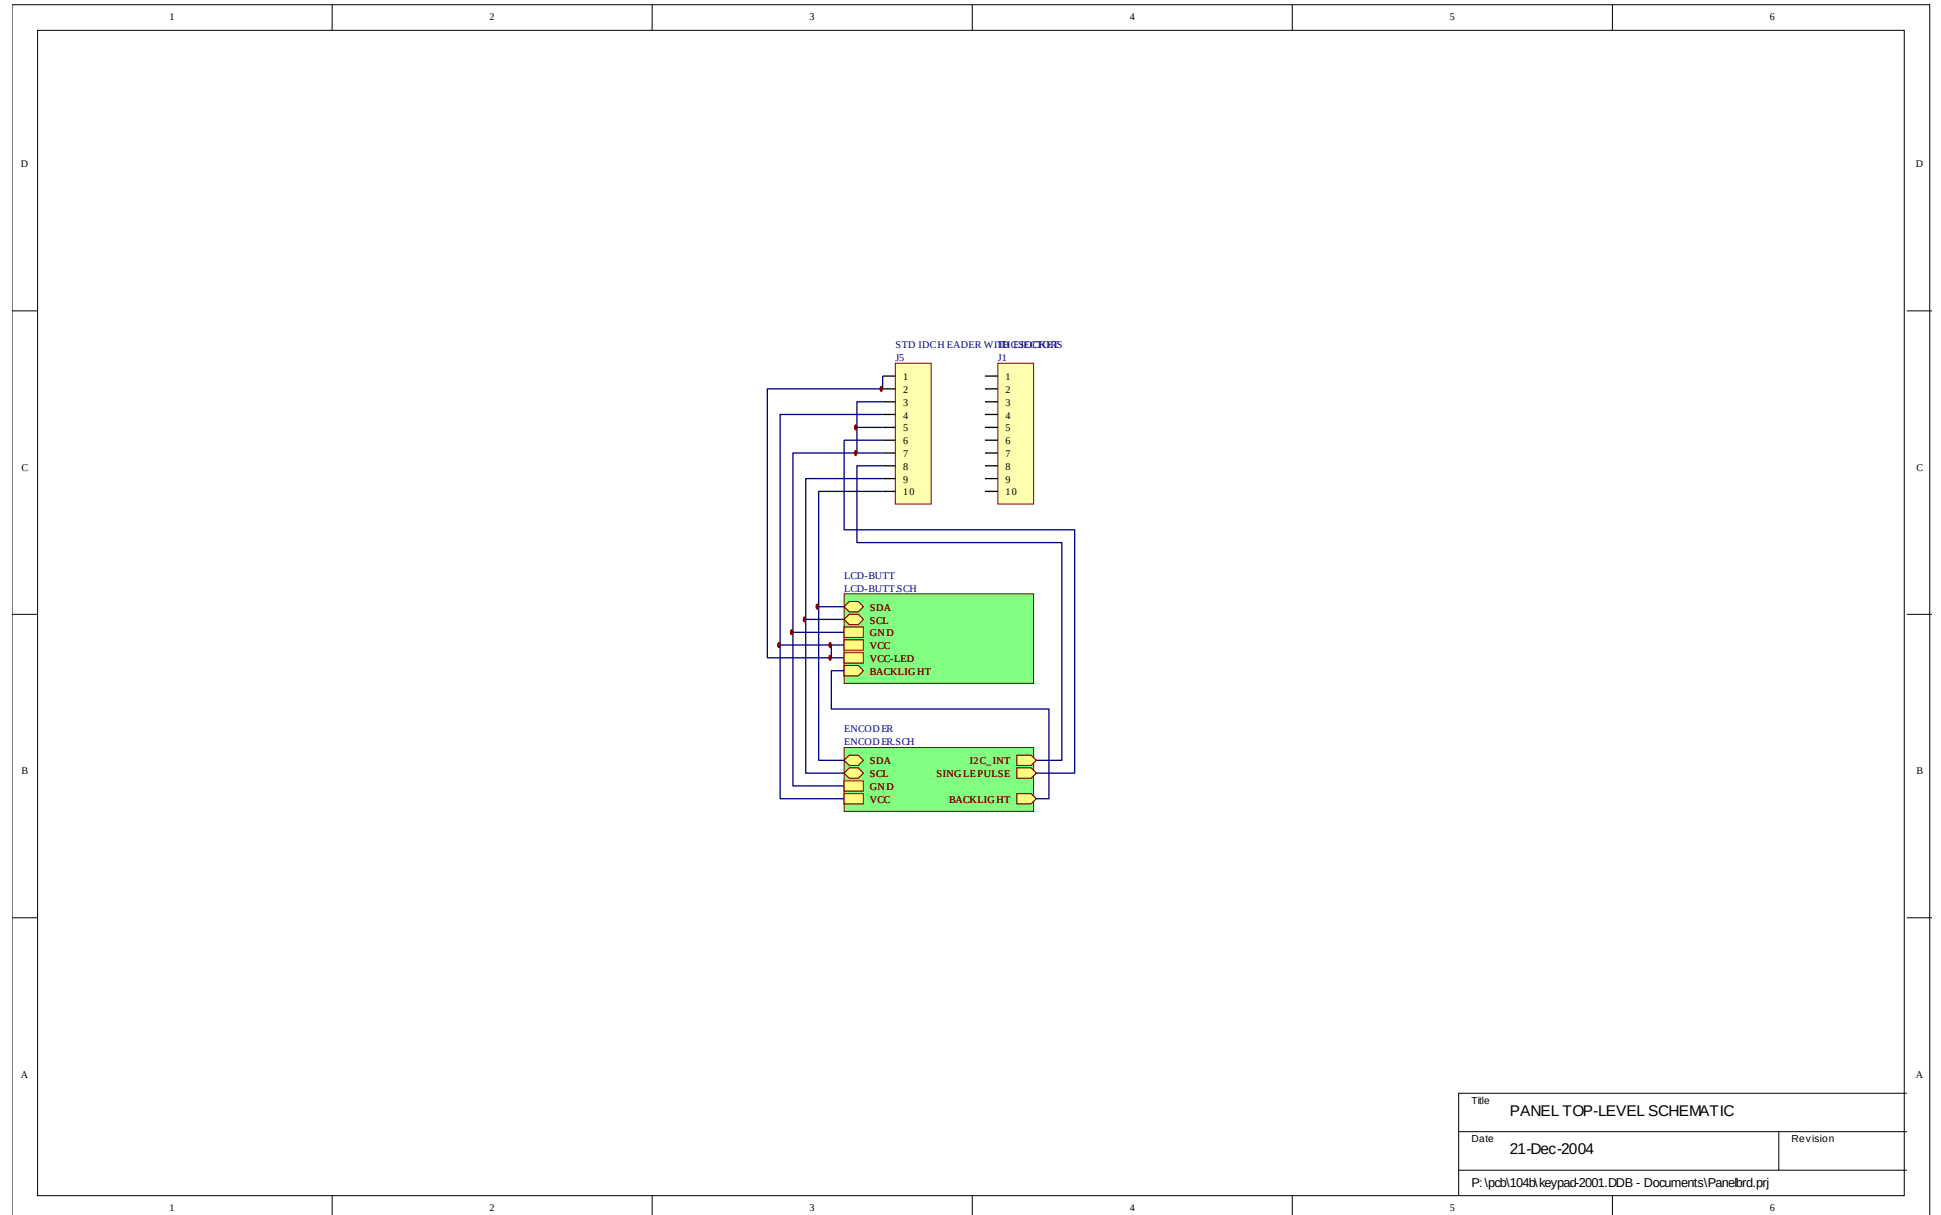 1 2 3 4 5 6
D D
STD IDC HEADER WITH EJECTORS
J5 J1
1 1
2 2
3 3
4 4
5 5
6 6
7 7
8 8
9 9
10 10
C C
LCD-BUTT
LCD-BUTT.SCH
SDA
SCL
GND
VCC
VCC-LED
BACKLIGHT
ENCODER
ENCODER.SCH
SDA I2C_INT
SCL SINGLEPULSE
GND
VCC BACKLIGHT
B B
A A
Title PANEL TOP-LEVEL SCHEMATIC
Date 21-Dec-2004 Revision
P:\pcb\104b\keypad-2001.DDB - Documents\Panelbrd.prj
1 2 3 4 5 6